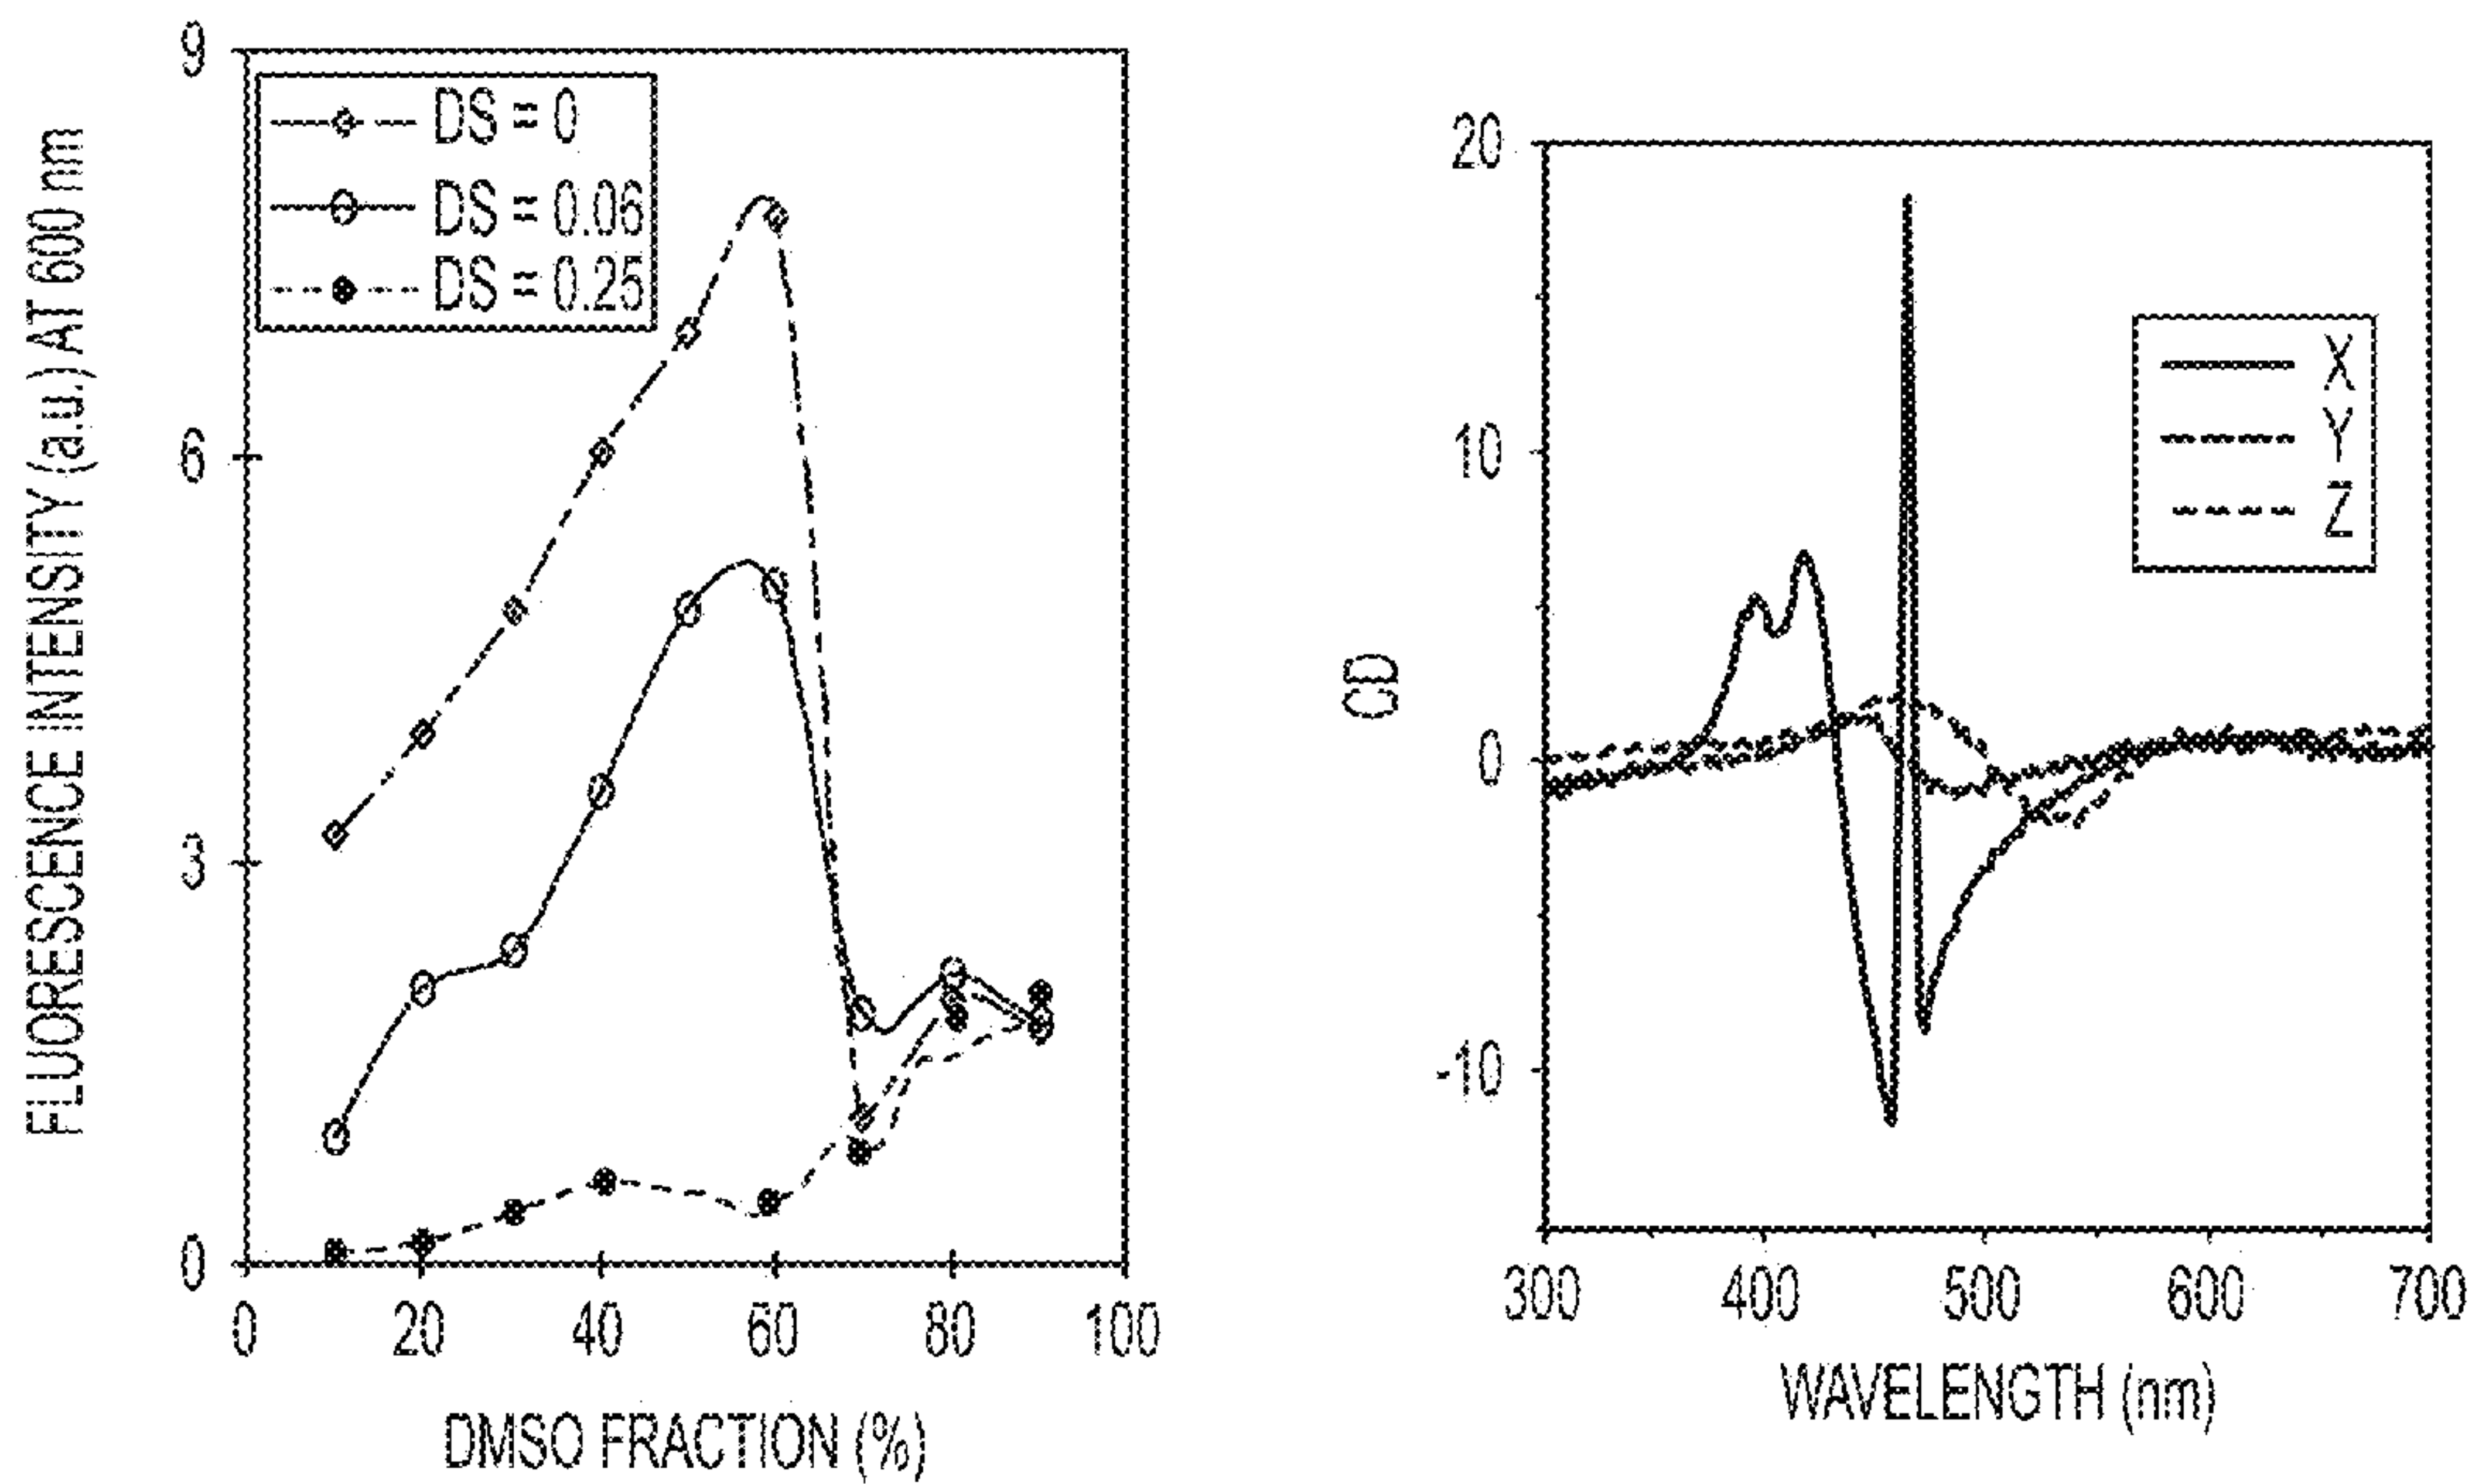 FLUORESCENCE INTENSITY (a.u.) AT 600 nm
9
6
3
0
DS = 0
DS = 0.06
DS = 0.25
0 20 40 60 80 100
DMSO FRACTION (%)
CD
20
10
0
-10
X
Y
Z
300 400 500 600 700
WAVELENGTH (nm)